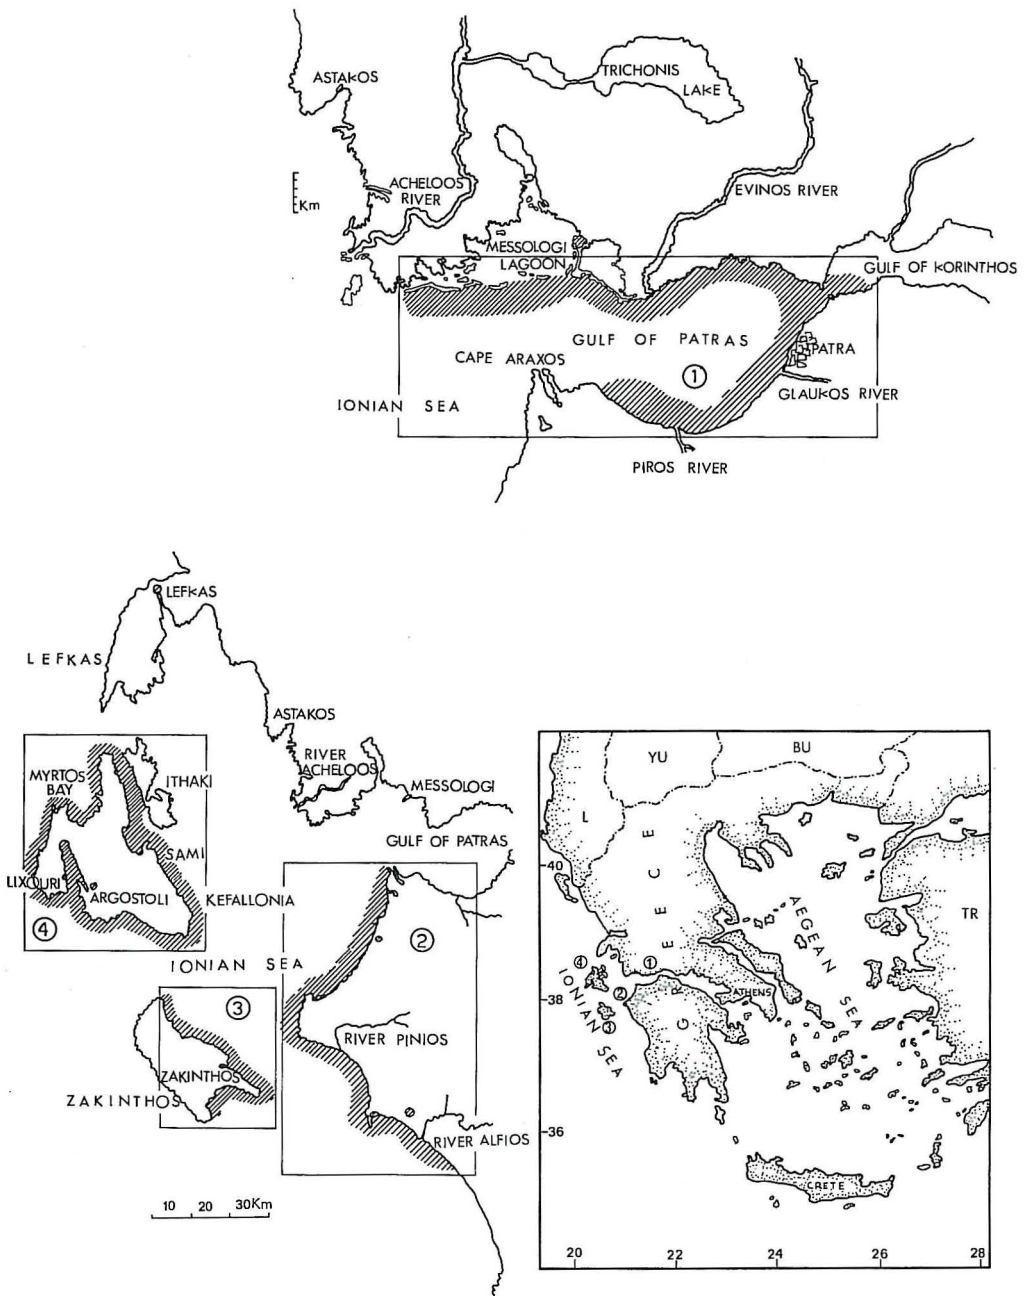 ASTAKOS
TRICHONIS
LAKE
Km
ACHELOOS
RIVER
EVINOS RIVER
MESSOLOGI
LAGOON
GULF OF KORINTHOS
GULF OF PATRAS
CAPE ARAXOS
PATRA
1
GLAUKOS RIVER
IONIAN SEA
PIROS RIVER
LEFKAS
LEFKAS
ASTAKOS
RIVER
ACHELOOS
MESSOLOGI
GULF OF PATRAS
MYRTOS
BAY
ITHAKI
SAMI
LIXOURI
ARGOSTOLI
KEFALLONIA
4
IONIAN SEA
2
3
RIVER PINIOS
ZAKINTHOS
ZAKINTHOS
RIVER ALFIOS
10 20 30Km
YU
BU
L
40
GREECE
AEGEAN SEA
TR
4
1
2
3
ATHENS
38
IONIAN SEA
36
CRETE
20 22 24 26 28